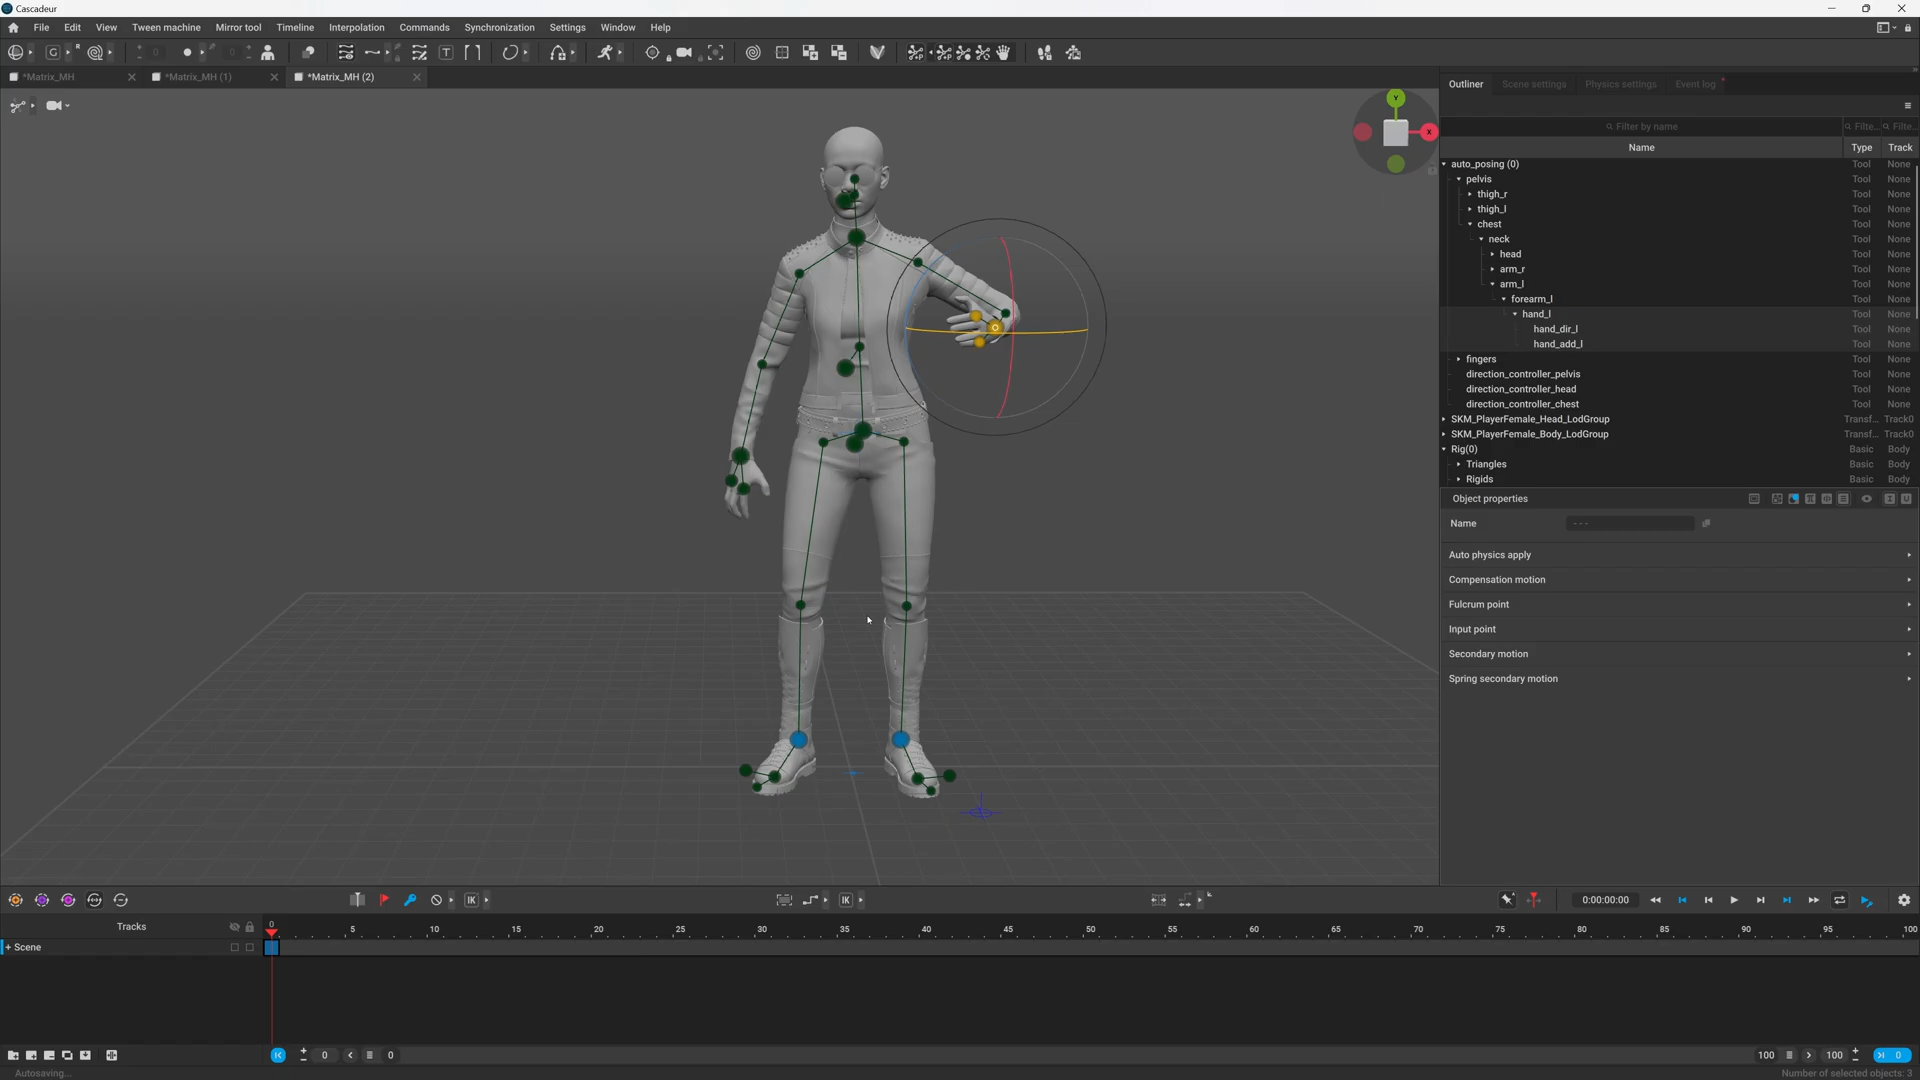 Cascadeur
File Edit View Tween machine Mirror tool Timeline Interpolation Commands Synchronization Settings Window Help
*Matrix_MH *Matrix_MH (1) *Matrix_MH (2)
Y
X
Outliner Scene settings Physics settings Event log
Filter by name Filte... Filte...
Name Type Track
auto_posing (0) Tool None
pelvis Tool None
thigh_r Tool None
thigh_l Tool None
chest Tool None
neck Tool None
head Tool None
arm_r Tool None
arm_l Tool None
forearm_l Tool None
hand_l Tool None
hand_dir_l Tool None
hand_add_l Tool None
fingers Tool None
direction_controller_pelvis Tool None
direction_controller_head Tool None
direction_controller_chest Tool None
SKM_PlayerFemale_Head_LodGroup Transf... Track0
SKM_PlayerFemale_Body_LodGroup Transf... Track0
Rig(0) Basic Body
Triangles Basic Body
Rigids Basic Body
Object properties
Name ---
Auto physics apply
Compensation motion
Fulcrum point
Input point
Secondary motion
Spring secondary motion
IK IK 0:00:00:00
Tracks 0 5 10 15 20 25 30 35 40 45 50 55 60 65 70 75 80 85 90 95 100
+ Scene
0 0 100 100 0
Autosaving... Number of selected objects: 3